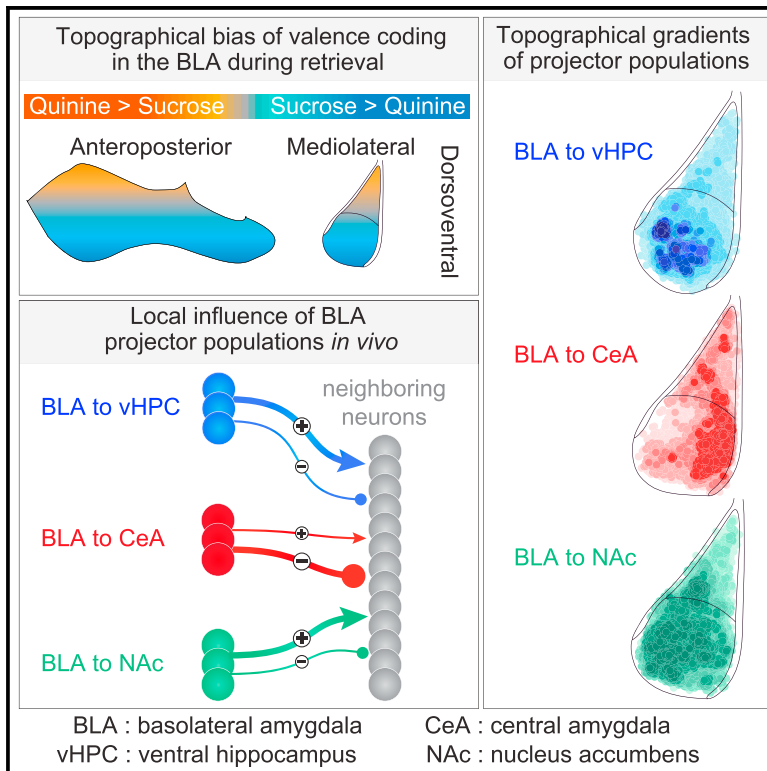 Topographical bias of valence coding
in the BLA during retrieval
Quinine > Sucrose Sucrose > Quinine
Anteroposterior Mediolateral
Dorsoventral
Local influence of BLA
projector populations in vivo
neighboring
neurons
BLA to vHPC
+
−
BLA to CeA
+
−
BLA to NAc
+
−
Topographical gradients
of projector populations
BLA to vHPC
BLA to CeA
BLA to NAc
BLA : basolateral amygdala CeA : central amygdala
vHPC : ventral hippocampus NAc : nucleus accumbens